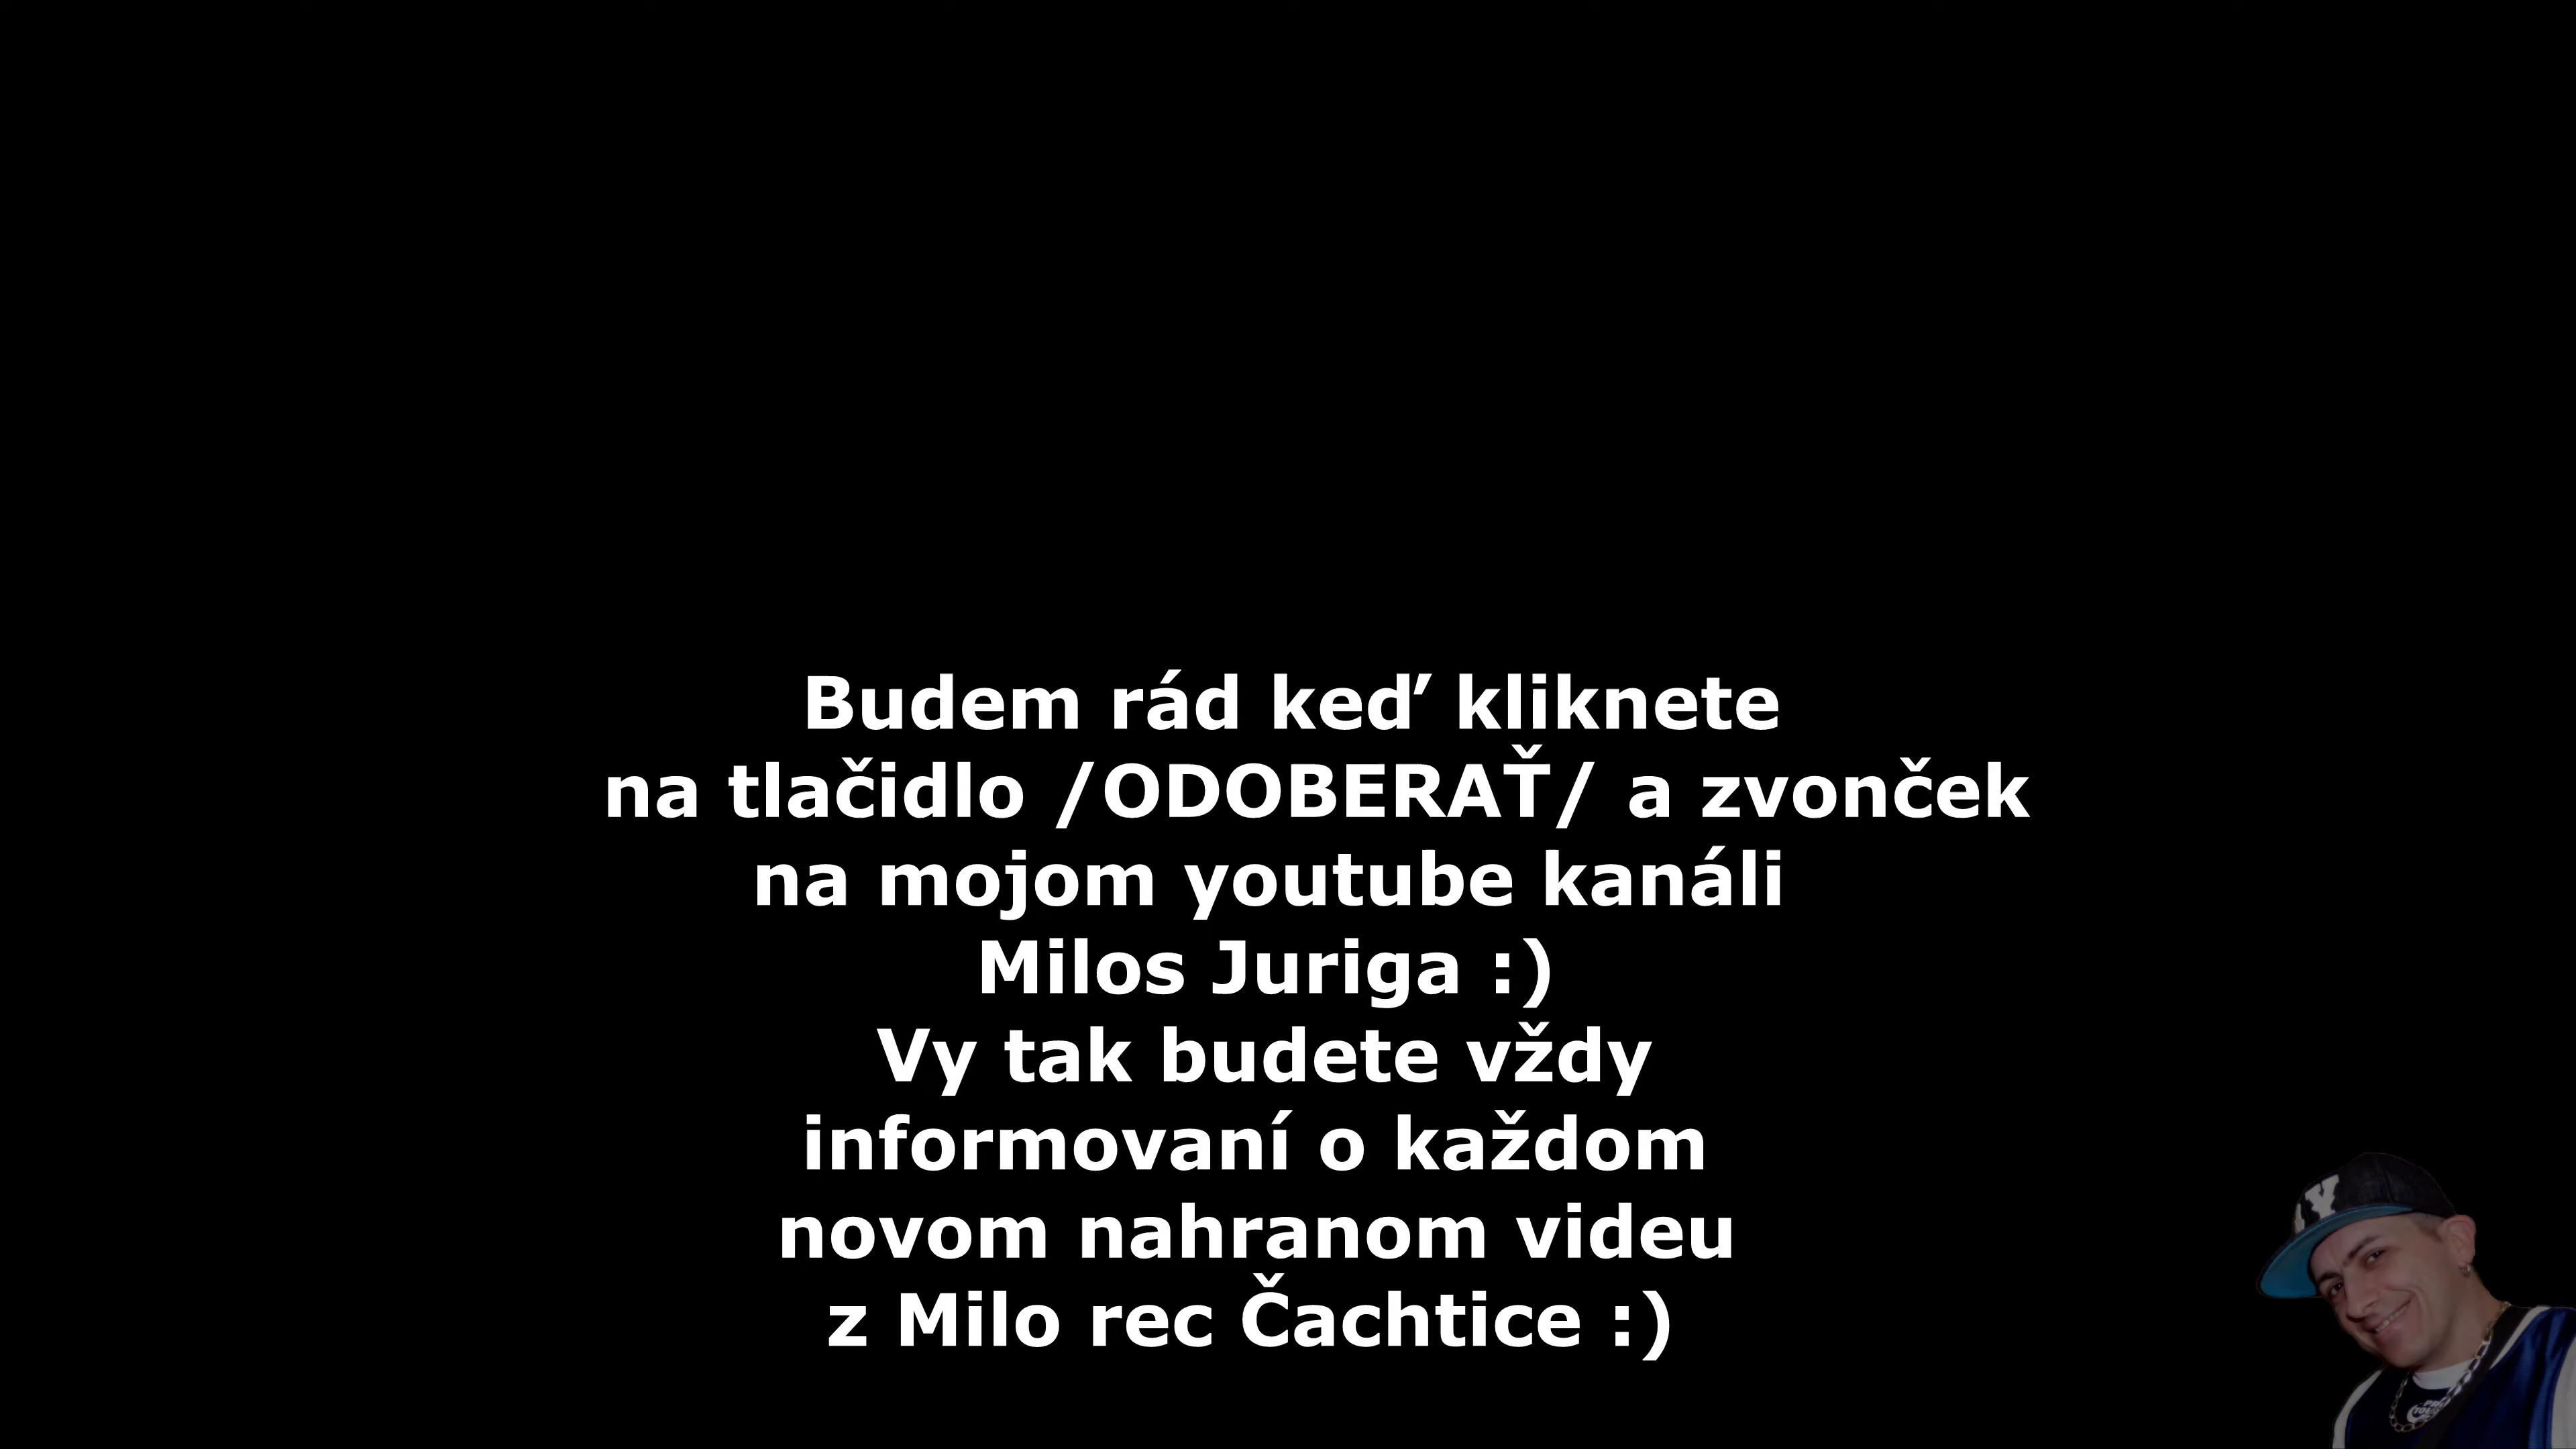 Budem rád keď kliknete
na tlačidlo /ODOBERAŤ/ a zvonček
na mojom youtube kanáli
Milos Juriga :)
Vy tak budete vždy
informovaní o každom
novom nahranom videu
z Milo rec Čachtice :)